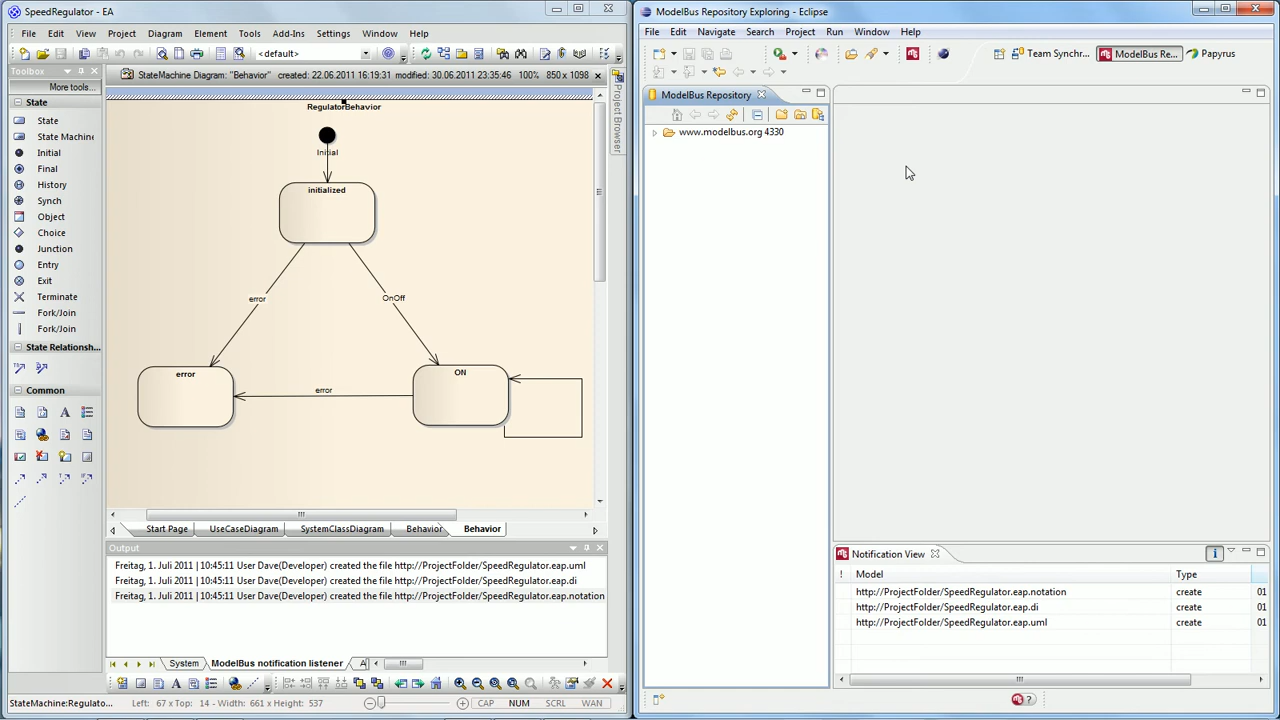 SpeedRegulator - EA
File Edit View Project Diagram Element Tools Add-Ins Settings Window Help
<default>
Toolbox
More tools...
State
State
State Machine
Initial
Final
History
Synch
Object
Choice
Junction
Entry
Exit
Terminate
Fork/Join
Fork/Join
State Relationsh...
Common
StateMachine Diagram: "Behavior" created: 22.06.2011 16:19:31 modified: 30.06.2011 23:35:46 100% 850 x 1098
Project Browser
RegulatorBehavior
Initial
initialized
error
OnOff
error
ON
error
Start Page UseCaseDiagram SystemClassDiagram Behavior Behavior
Output
Freitag, 1. Juli 2011 | 10:45:11 User Dave(Developer) created the file http://ProjectFolder/SpeedRegulator.eap.uml
Freitag, 1. Juli 2011 | 10:45:11 User Dave(Developer) created the file http://ProjectFolder/SpeedRegulator.eap.di
Freitag, 1. Juli 2011 | 10:45:11 User Dave(Developer) created the file http://ProjectFolder/SpeedRegulator.eap.notation
System ModelBus notification listener A
StateMachine:Regulato... Left: 67 x Top: 14 - Width: 661 x Height: 537 CAP NUM SCRL WAN
ModelBus Repository Exploring - Eclipse
File Edit Navigate Search Project Run Window Help
Team Synchr... ModelBus Re... Papyrus
ModelBus Repository
www.modelbus.org 4330
Notification View
! Model Type
http://ProjectFolder/SpeedRegulator.eap.notation create 01
http://ProjectFolder/SpeedRegulator.eap.di create 01
http://ProjectFolder/SpeedRegulator.eap.uml create 01